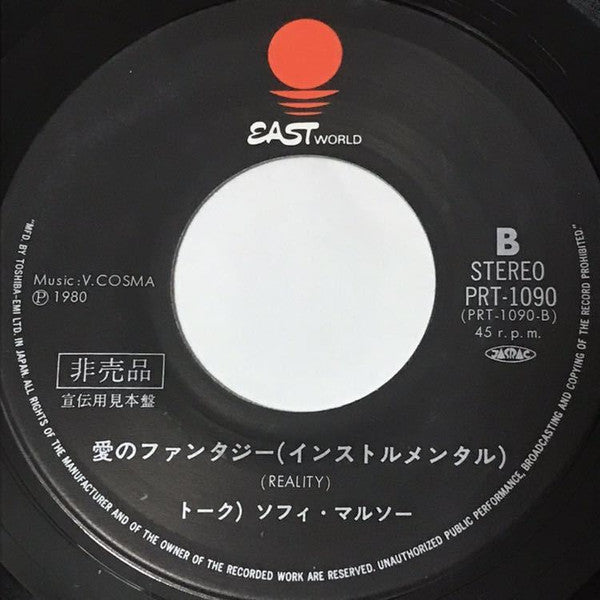 EAST WORLD
B
STEREO
PRT-1090
(PRT-1090-B)
45 r.p.m.
JASRAC
Music:V.COSMA
Ⓟ 1980
非売品
宣伝用見本盤
愛のファンタジー(インストルメンタル)
(REALITY)
トーク) ソフィ・マルソー
"MFD. BY TOSHIBA-EMI LTD. IN JAPAN. ALL RIGHTS OF THE MANUFACTURER AND OF THE OWNER OF THE RECORDED WORK ARE RESERVED. UNAUTHORIZED PUBLIC PERFORMANCE, BROADCASTING AND COPYING OF THE RECORD PROHIBITED."